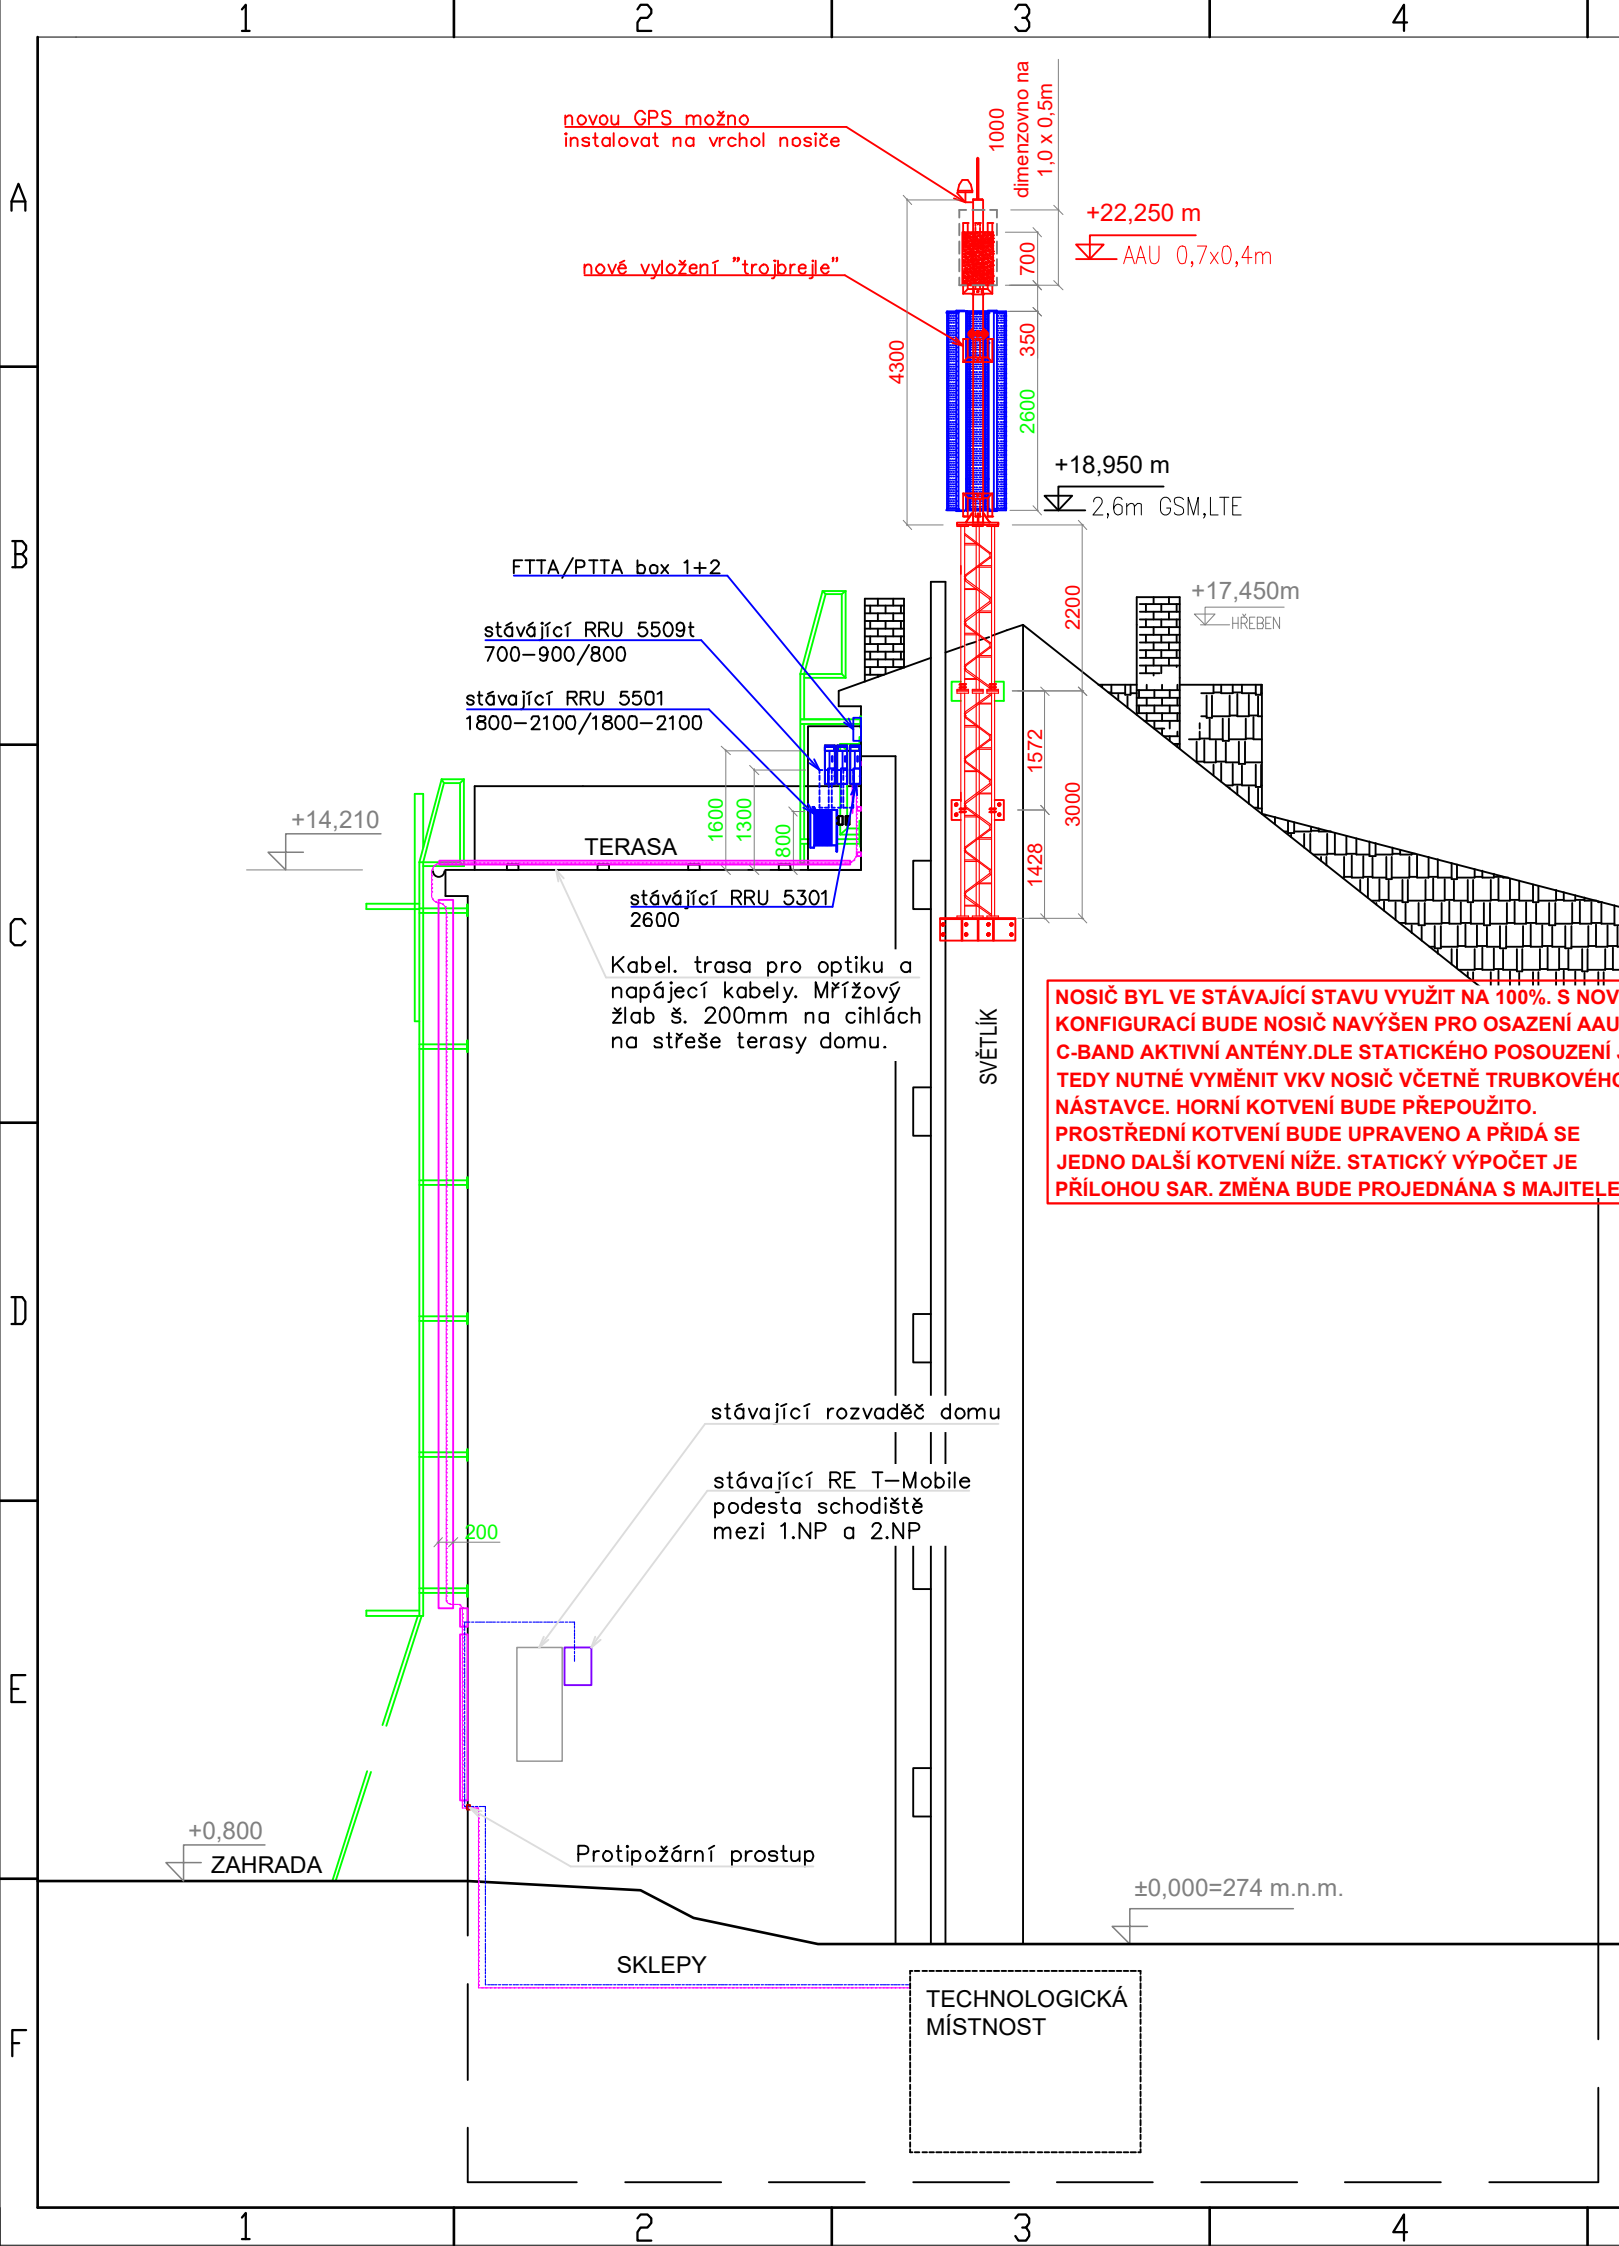 1
2
3
4
A
B
C
D
E
F
novou GPS možno
instalovat na vrchol nosiče
1000
dimenzovno na
1,0 x 0,5m
+22,250 m
AAU 0,7x0,4m
nové vyložení "trojbrejle"
700
350
4300
2600
+18,950 m
2,6m GSM,LTE
FTTA/PTTA box 1+2
stávájící RRU 5509t
700-900/800
stávající RRU 5501
1800-2100/1800-2100
+17,450m
HŘEBEN
2200
1572
3000
1428
+14,210
TERASA
1600
1300
800
stávájící RRU 5301
2600
Kabel. trasa pro optiku a
napájecí kabely. Mřížový
žlab š. 200mm na cihlách
na střeše terasy domu.
SVĚTLÍK
NOSIČ BYL VE STÁVAJÍCÍ STAVU VYUŽIT NA 100%. S NOV
KONFIGURACÍ BUDE NOSIČ NAVÝŠEN PRO OSAZENÍ AAU
C-BAND AKTIVNÍ ANTÉNY.DLE STATICKÉHO POSOUZENÍ
TEDY NUTNÉ VYMĚNIT VKV NOSIČ VČETNĚ TRUBKOVÉHO
NÁSTAVCE. HORNÍ KOTVENÍ BUDE PŘEPOUŽITO.
PROSTŘEDNÍ KOTVENÍ BUDE UPRAVENO A PŘIDÁ SE
JEDNO DALŠÍ KOTVENÍ NÍŽE. STATICKÝ VÝPOČET JE
PŘÍLOHOU SAR. ZMĚNA BUDE PROJEDNÁNA S MAJITELE
stávající rozvaděč domu
stávající RE T-Mobile
podesta schodiště
mezi 1.NP a 2.NP
200
+0,800
ZAHRADA
Protipožární prostup
±0,000=274 m.n.m.
SKLEPY
TECHNOLOGICKÁ
MÍSTNOST
1
2
3
4